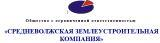 Общество с ограниченной ответственностью
«СРЕДНЕВОЛЖСКАЯ ЗЕМЛЕУСТРОИТЕЛЬНАЯ
КОМПАНИЯ»